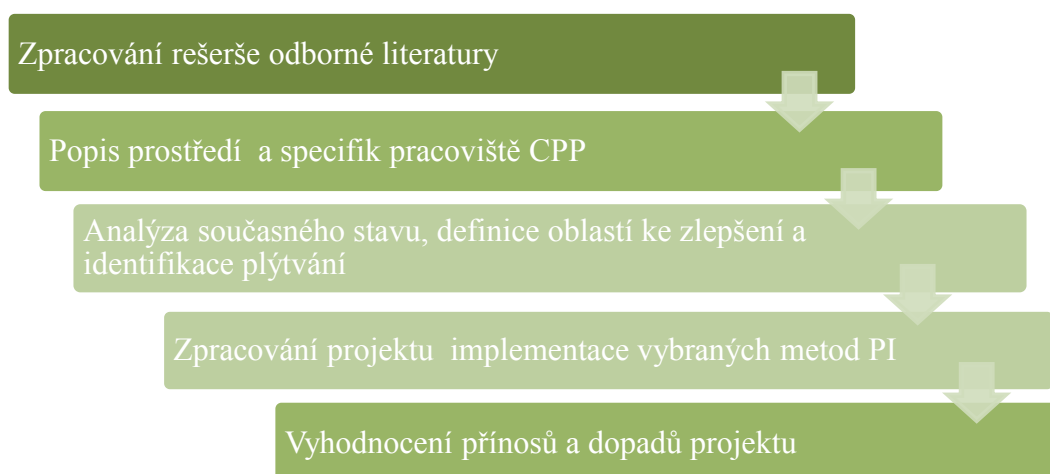 Zpracování rešerše odborné literatury
Popis prostředí a specifik pracoviště CPP
Analýza současného stavu, definice oblastí ke zlepšení a
identifikace plýtvání
Zpracování projektu implementace vybraných metod PI
Vyhodnocení přínosů a dopadů projektu